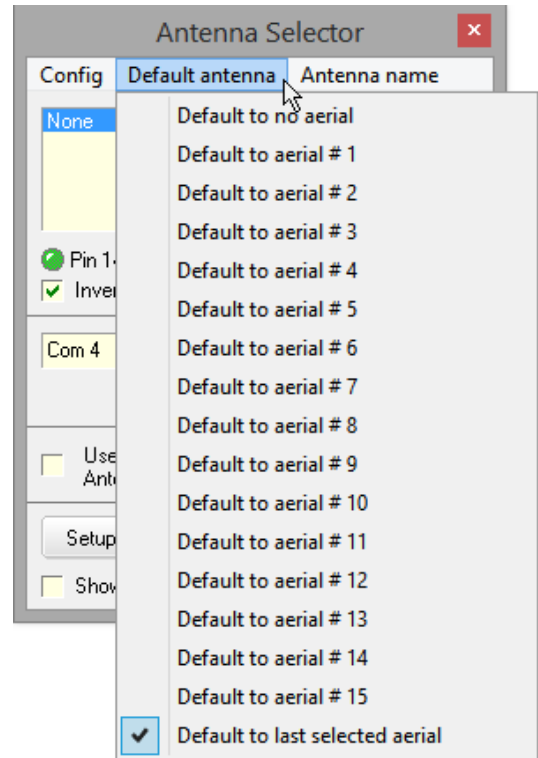 Antenna Selector
Config Default antenna Antenna name
None
Default to no aerial
Default to aerial # 1
Default to aerial # 2
Default to aerial # 3
Default to aerial # 4
Default to aerial # 5
Default to aerial # 6
Default to aerial # 7
Default to aerial # 8
Default to aerial # 9
Default to aerial # 10
Default to aerial # 11
Default to aerial # 12
Default to aerial # 13
Default to aerial # 14
Default to aerial # 15
Default to last selected aerial
Pin 1
Com 4
Use
Setup
Show